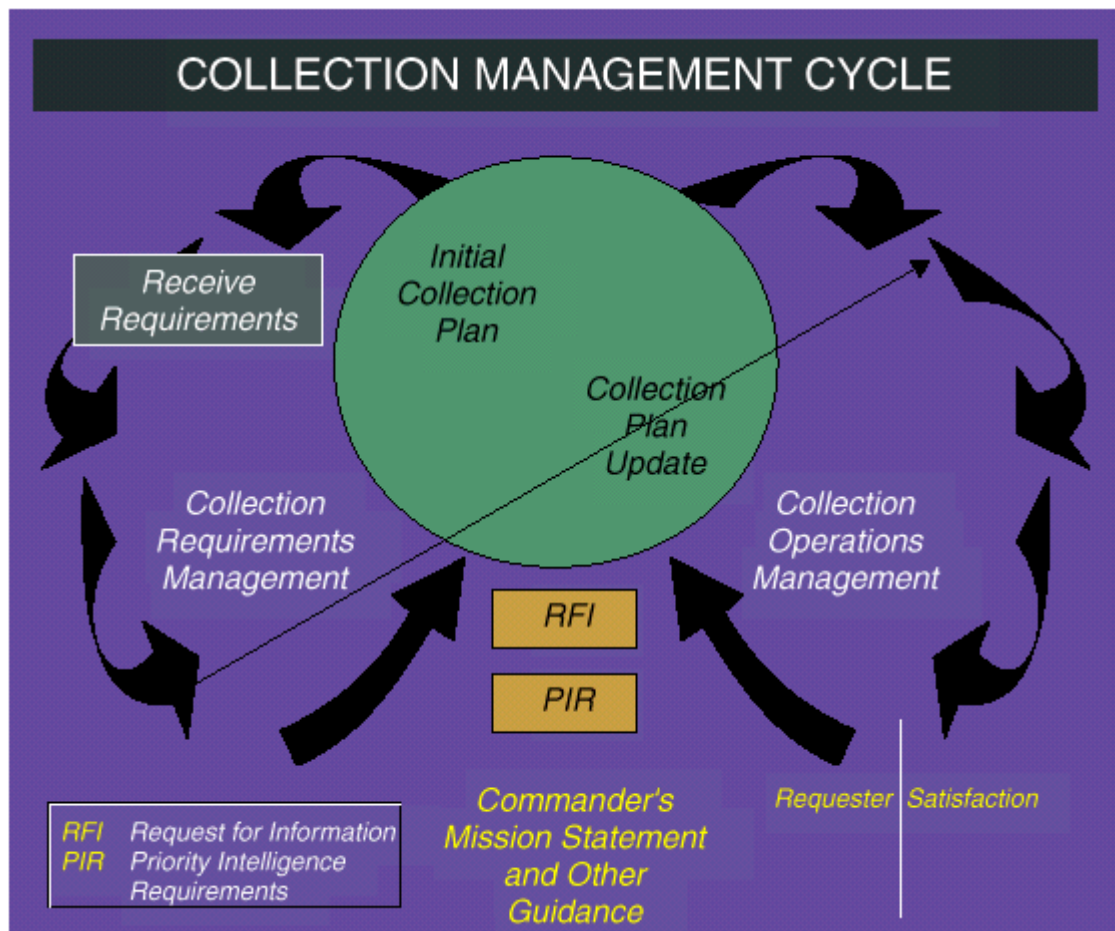 COLLECTION MANAGEMENT CYCLE
Receive
Requirements
Initial
Collection
Plan
Collection
Plan
Update
Collection
Requirements
Management
Collection
Operations
Management
RFI
PIR
Commander's
Mission Statement
and Other
Guidance
Requester Satisfaction
RFI Request for Information
PIR Priority Intelligence
Requirements